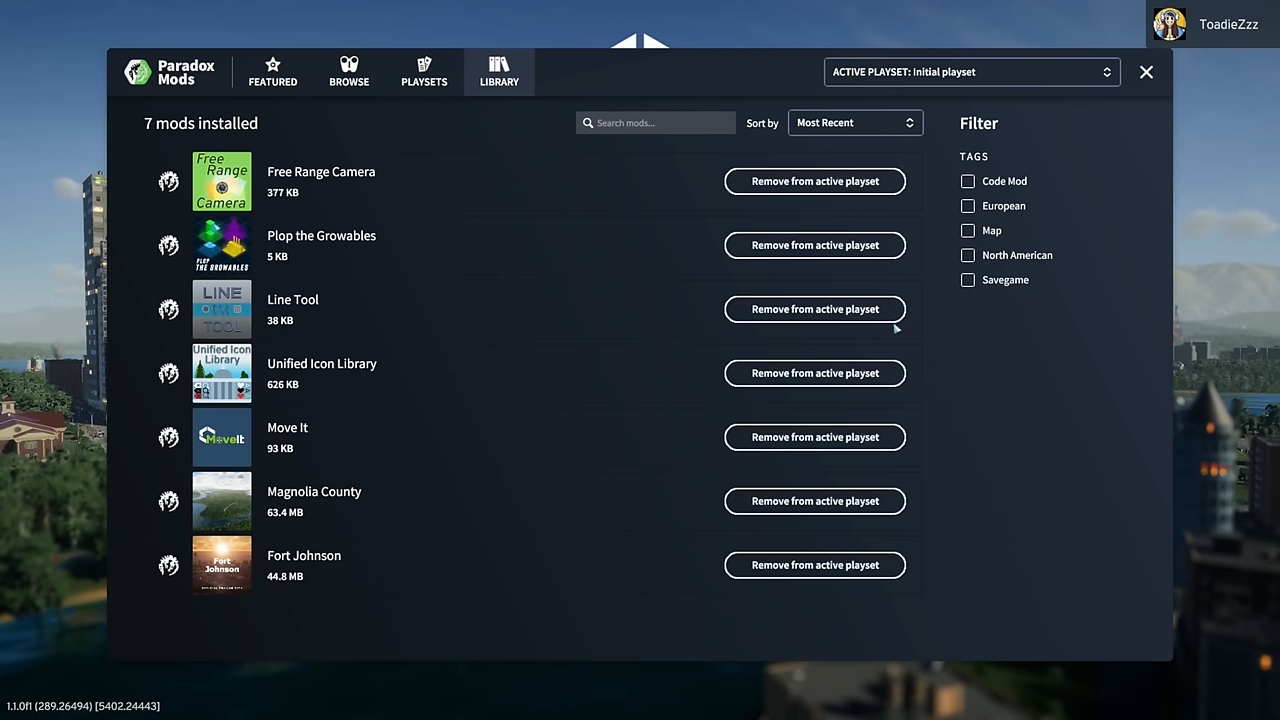 ToadieZzz
Paradox Mods
FEATURED
BROWSE
PLAYSETS
LIBRARY
ACTIVE PLAYSET: Initial playset
7 mods installed
Search mods...
Sort by
Most Recent
Filter
TAGS
Code Mod
European
Map
North American
Savegame
Free Range Camera
Free Range Camera
377 KB
Remove from active playset
PLOP THE GROWABLES
Plop the Growables
5 KB
Remove from active playset
LINE TOOL
Line Tool
38 KB
Remove from active playset
Unified Icon Library
Unified Icon Library
626 KB
Remove from active playset
MoveIt
Move It
93 KB
Remove from active playset
Magnolia County
63.4 MB
Remove from active playset
Fort Johnson
Fort Johnson
44.8 MB
Remove from active playset
1.1.0f1 (289.26494) [5402.24443]